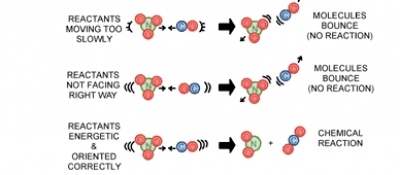 REACTANTS
MOVING TOO
SLOWLY
N
C
N
C
MOLECULES
BOUNCE
(NO REACTION)
REACTANTS
NOT FACING
RIGHT WAY
N
C
N
C
MOLECULES
BOUNCE
(NO REACTION)
REACTANTS
ENERGETIC
&
ORIENTED
CORRECTLY
N
C
N
+
C
CHEMICAL
REACTION